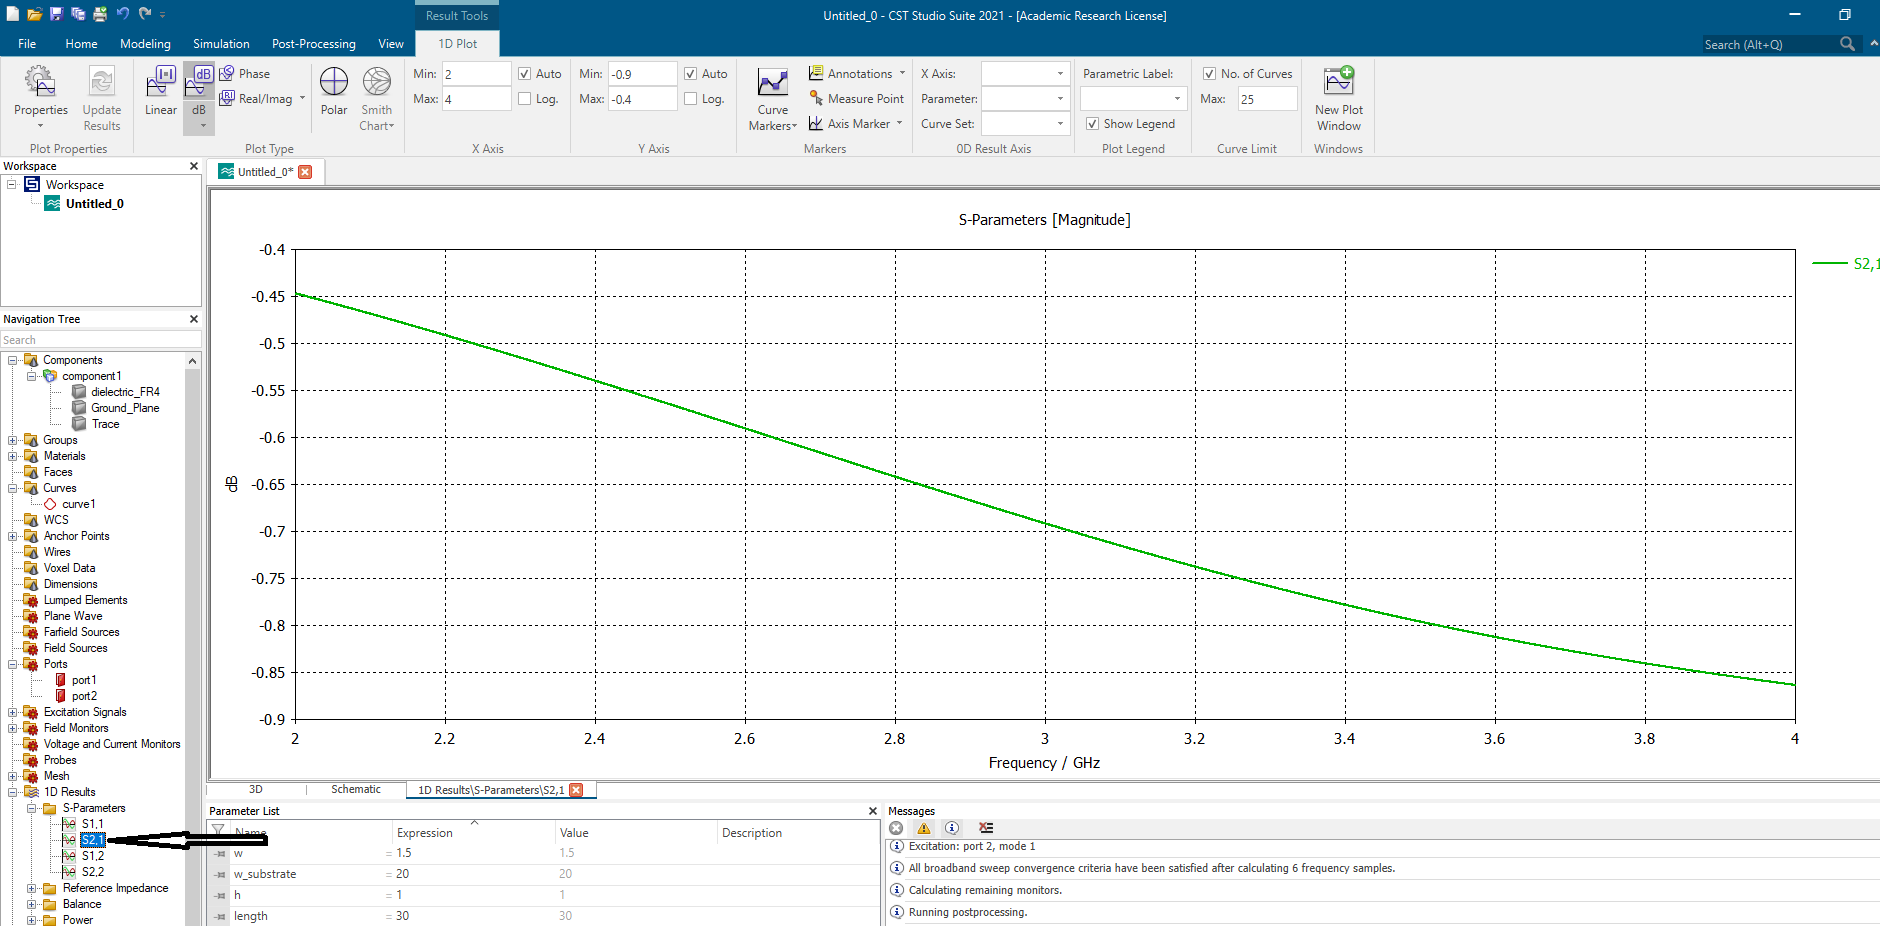 Result Tools
Untitled_0 - CST Studio Suite 2021 - [Academic Research License]
File Home Modeling Simulation Post-Processing View 1D Plot
Search (Alt+Q)
Properties
Update Results
Plot Properties
Linear
dB
Phase
Real/Imag
Polar
Smith Chart
Plot Type
Min: 2 Auto
Max: 4 Log.
X Axis
Min: -0.9 Auto
Max: -0.4 Log.
Y Axis
Curve Markers
Annotations
Measure Point
Axis Marker
Markers
X Axis:
Parameter:
Curve Set:
0D Result Axis
Parametric Label:
Show Legend
Plot Legend
No. of Curves
Max: 25
Curve Limit
New Plot Window
Windows
Workspace
Workspace
Untitled_0
Navigation Tree
Search
Components
component1
dielectric_FR4
Ground_Plane
Trace
Groups
Materials
Faces
Curves
curve1
WCS
Anchor Points
Wires
Voxel Data
Dimensions
Lumped Elements
Plane Wave
Farfield Sources
Field Sources
Ports
port1
port2
Excitation Signals
Field Monitors
Voltage and Current Monitors
Probes
Mesh
1D Results
S-Parameters
S1,1
S2,1
S1,2
S2,2
Reference Impedance
Balance
Power
Untitled_0*
S-Parameters [Magnitude]
-0.4
-0.45
-0.5
-0.55
-0.6
-0.65
-0.7
-0.75
-0.8
-0.85
-0.9
dB
2 2.2 2.4 2.6 2.8 3 3.2 3.4 3.6 3.8 4
Frequency / GHz
S2,1
3D Schematic 1D Results\S-Parameters\S2,1
Parameter List
Name Expression Value Description
w = 1.5 1.5
w_substrate = 20 20
h = 1 1
length = 30 30
Messages
Excitation: port 2, mode 1
All broadband sweep convergence criteria have been satisfied after calculating 6 frequency samples.
Calculating remaining monitors.
Running postprocessing.